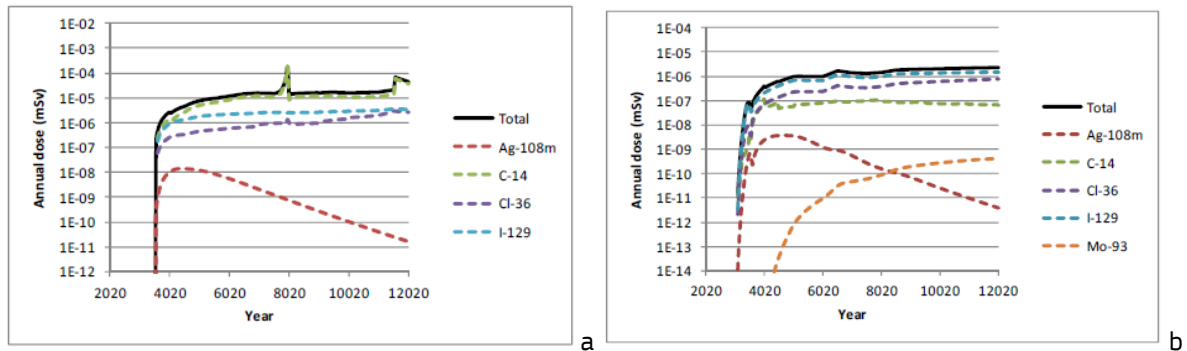 1E-02
1E-03
1E-04
1E-05
1E-06
1E-07
1E-08
1E-09
1E-10
1E-11
1E-12
Annual dose (mSv)
2020 4020 6020 8020 10020 12020
Year
Total
Ag-108m
C-14
Cl-36
I-129
a
1E-04
1E-05
1E-06
1E-07
1E-08
1E-09
1E-10
1E-11
1E-12
1E-13
1E-14
Annual dose (mSv)
2020 4020 6020 8020 10020 12020
Year
Total
Ag-108m
C-14
Cl-36
I-129
Mo-93
b